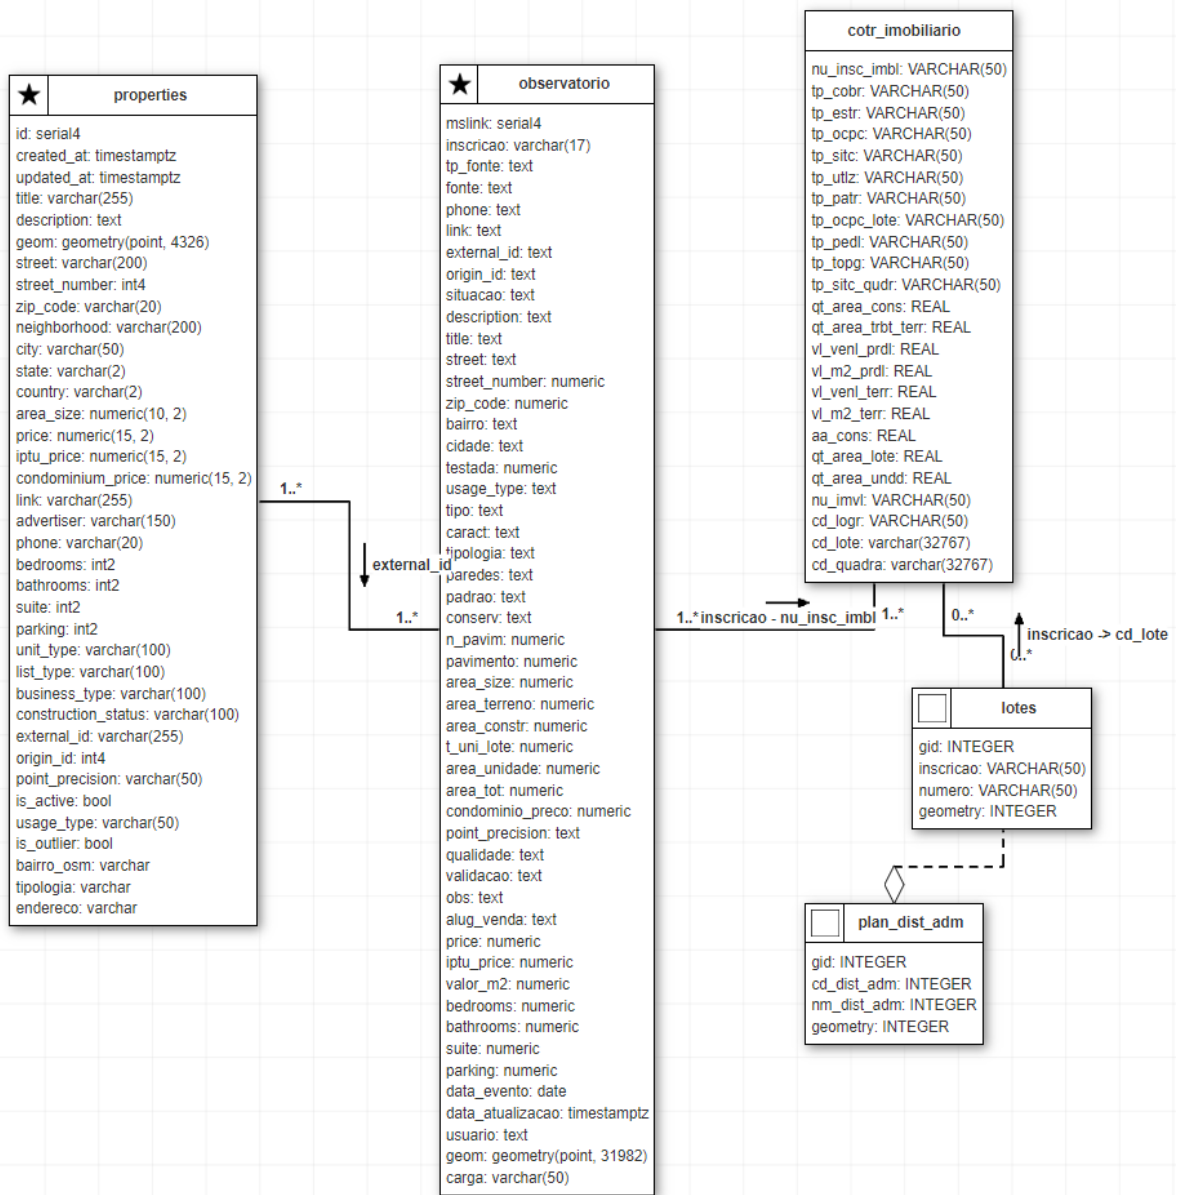 properties
id: serial4
created_at: timestamptz
updated_at: timestamptz
title: varchar(255)
description: text
geom: geometry(point, 4326)
street: varchar(200)
street_number: int4
zip_code: varchar(20)
neighborhood: varchar(200)
city: varchar(50)
state: varchar(2)
country: varchar(2)
area_size: numeric(10, 2)
price: numeric(15, 2)
iptu_price: numeric(15, 2)
condominium_price: numeric(15, 2)
link: varchar(255)
advertiser: varchar(150)
phone: varchar(20)
bedrooms: int2
bathrooms: int2
suite: int2
parking: int2
unit_type: varchar(100)
list_type: varchar(100)
business_type: varchar(100)
construction_status: varchar(100)
external_id: varchar(255)
origin_id: int4
point_precision: varchar(50)
is_active: bool
usage_type: varchar(50)
is_outlier: bool
bairro_osm: varchar
tipologia: varchar
endereco: varchar
1..*
external_id
1..*
observatorio
mslink: serial4
inscricao: varchar(17)
tp_fonte: text
fonte: text
phone: text
link: text
external_id: text
origin_id: text
situacao: text
description: text
title: text
street: text
street_number: numeric
zip_code: numeric
bairro: text
cidade: text
testada: numeric
usage_type: text
tipo: text
caract: text
tipologia: text
paredes: text
padrao: text
conserv: text
n_pavim: numeric
pavimento: numeric
area_size: numeric
area_terreno: numeric
area_constr: numeric
t_uni_lote: numeric
area_unidade: numeric
area_tot: numeric
condominio_preco: numeric
point_precision: text
qualidade: text
validacao: text
obs: text
alug_venda: text
price: numeric
iptu_price: numeric
valor_m2: numeric
bedrooms: numeric
bathrooms: numeric
suite: numeric
parking: numeric
data_evento: date
data_atualizacao: timestamptz
usuario: text
geom: geometry(point, 31982)
carga: varchar(50)
1..*
inscricao - nu_insc_imbl
1..*
cotr_imobiliario
nu_insc_imbl: VARCHAR(50)
tp_cobr: VARCHAR(50)
tp_estr: VARCHAR(50)
tp_ocpc: VARCHAR(50)
tp_sitc: VARCHAR(50)
tp_utlz: VARCHAR(50)
tp_patr: VARCHAR(50)
tp_ocpc_lote: VARCHAR(50)
tp_pedl: VARCHAR(50)
tp_topg: VARCHAR(50)
tp_sitc_qudr: VARCHAR(50)
qt_area_cons: REAL
qt_area_trbt_terr: REAL
vl_venl_prdl: REAL
vl_m2_prdl: REAL
vl_venl_terr: REAL
vl_m2_terr: REAL
aa_cons: REAL
qt_area_lote: REAL
qt_area_undd: REAL
nu_imvl: VARCHAR(50)
cd_logr: VARCHAR(50)
cd_lote: varchar(32767)
cd_quadra: varchar(32767)
0..*
inscricao -> cd_lote
0..*
lotes
gid: INTEGER
inscricao: VARCHAR(50)
numero: VARCHAR(50)
geometry: INTEGER
plan_dist_adm
gid: INTEGER
cd_dist_adm: INTEGER
nm_dist_adm: INTEGER
geometry: INTEGER